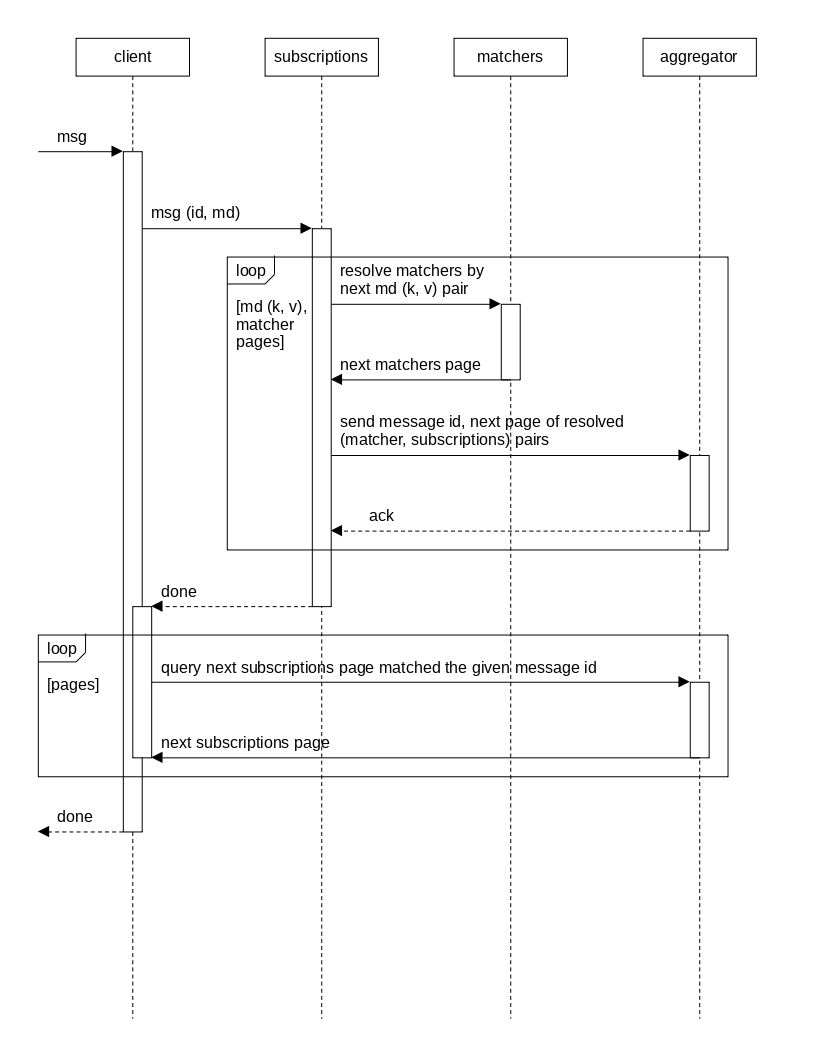 client
subscriptions
matchers
aggregator
msg
msg (id, md)
loop
[md (k, v),
matcher
pages]
resolve matchers by
next md (k, v) pair
next matchers page
send message id, next page of resolved
(matcher, subscriptions) pairs
ack
done
loop
[pages]
query next subscriptions page matched the given message id
next subscriptions page
done